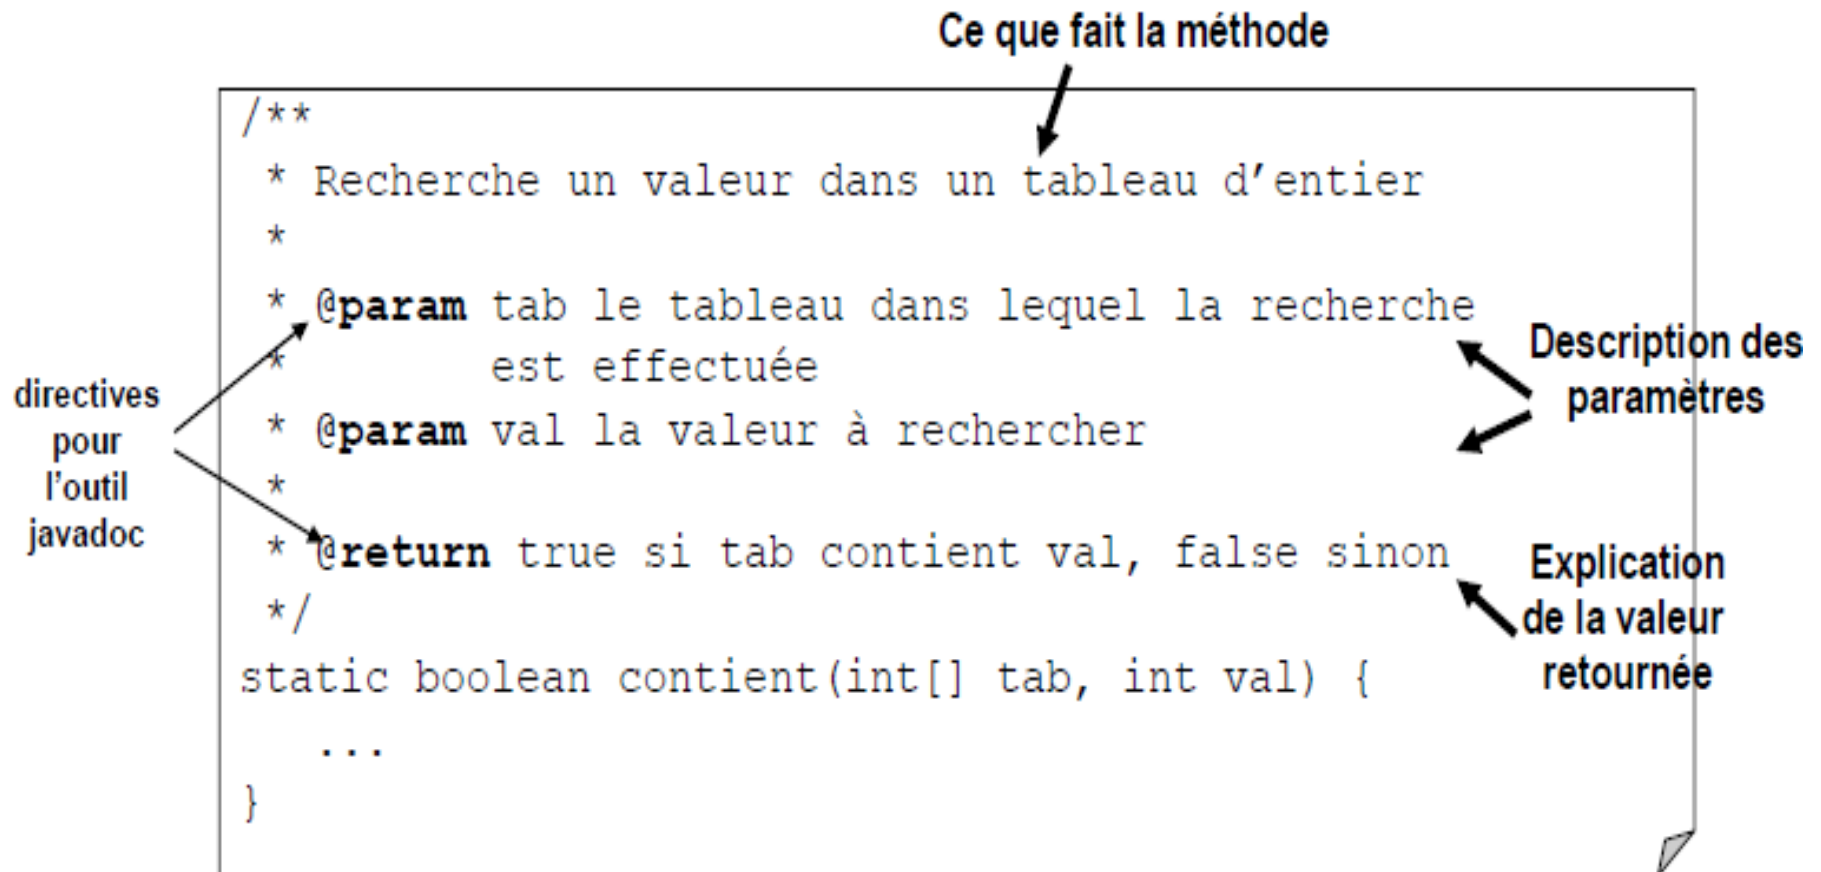 Ce que fait la méthode
/**
* Recherche un valeur dans un tableau d’entier
*
* @param tab le tableau dans lequel la recherche
* est effectuée
* @param val la valeur à rechercher
*
* @return true si tab contient val, false sinon
*/
static boolean contient(int[] tab, int val) {
...
}
directives
pour
l’outil
javadoc
Description des
paramètres
Explication
de la valeur
retournée